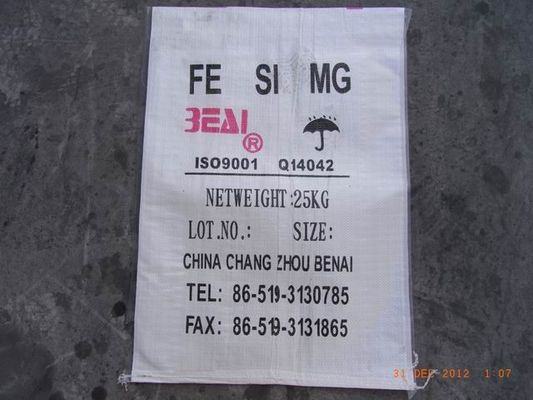 FE SI MG
BEAI ®
ISO9001 Q14042
NETWEIGHT:25KG
LOT.NO.: SIZE:
CHINA CHANG ZHOU BENAI
TEL: 86-519-3130785
FAX: 86-519-3131865
31 DEC 2012 1:07